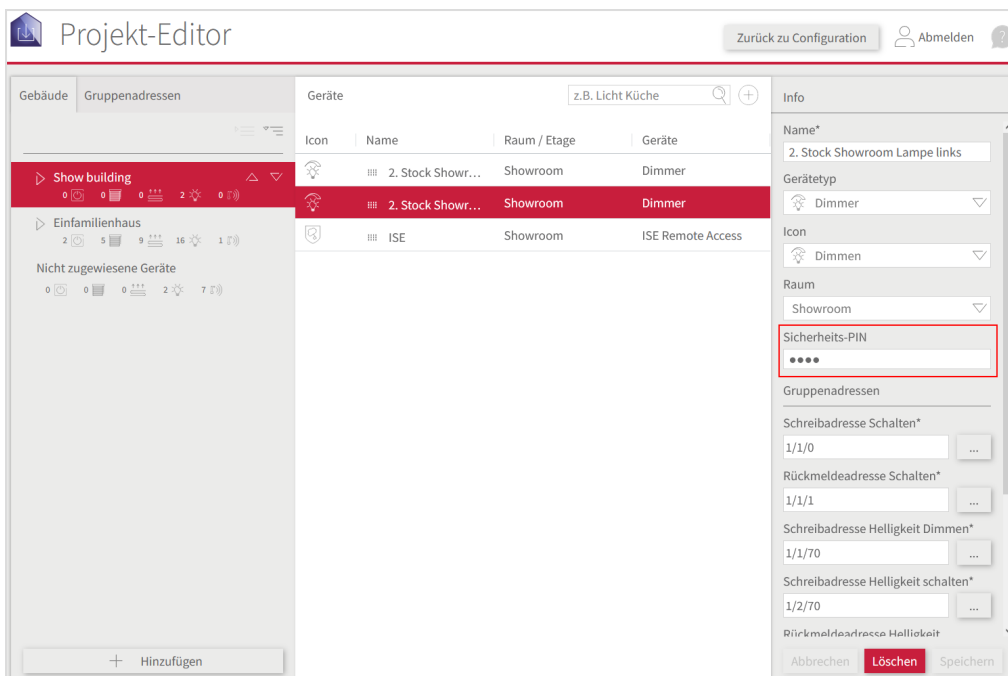 Projekt-Editor
Zurück zu Configuration
Abmelden
?
Gebäude Gruppenadressen
Show building
0 0 0 2 0
Einfamilienhaus
2 5 9 16 1
Nicht zugewiesene Geräte
0 0 0 2 7
+ Hinzufügen
Geräte
z.B. Licht Küche
Icon Name Raum / Etage Geräte
2. Stock Showr... Showroom Dimmer
2. Stock Showr... Showroom Dimmer
ISE Showroom ISE Remote Access
Info
Name*
2. Stock Showroom Lampe links
Gerätetyp
Dimmer
Icon
Dimmen
Raum
Showroom
Sicherheits-PIN
••••
Gruppenadressen
Schreibadresse Schalten*
1/1/0 ...
Rückmeldeadresse Schalten*
1/1/1 ...
Schreibadresse Helligkeit Dimmen*
1/1/70 ...
Schreibadresse Helligkeit schalten*
1/2/70 ...
Rückmeldeadresse Helligkeit
Abbrechen Löschen Speichern